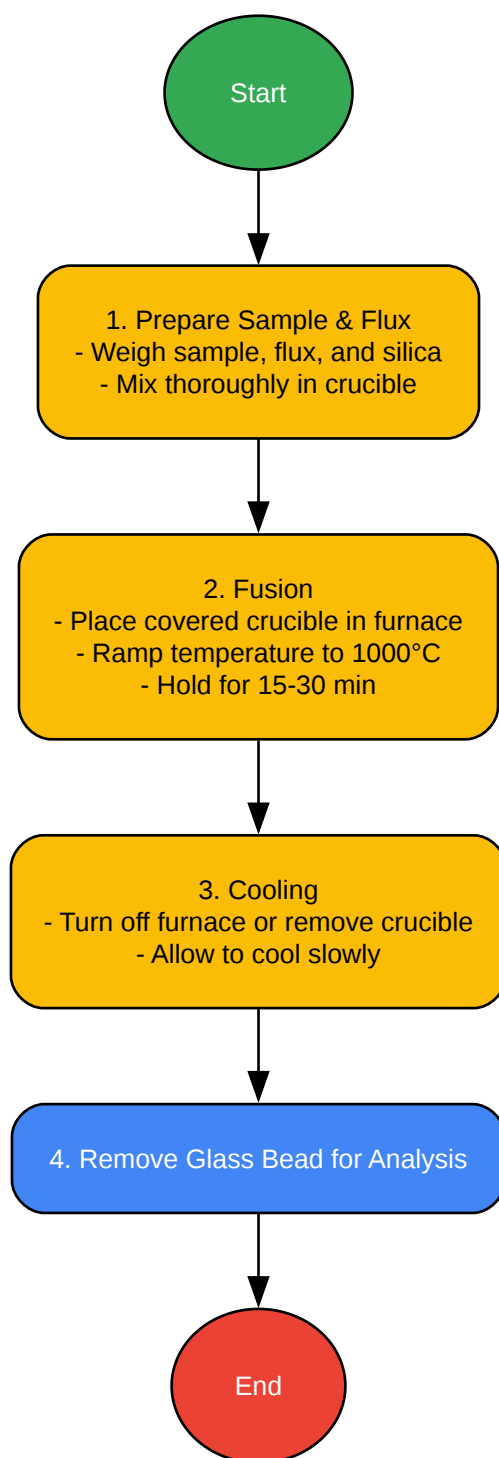 Start
1. Prepare Sample & Flux
- Weigh sample, flux, and silica
- Mix thoroughly in crucible
2. Fusion
- Place covered crucible in furnace
- Ramp temperature to 1000°C
- Hold for 15-30 min
3. Cooling
- Turn off furnace or remove crucible
- Allow to cool slowly
4. Remove Glass Bead for Analysis
End